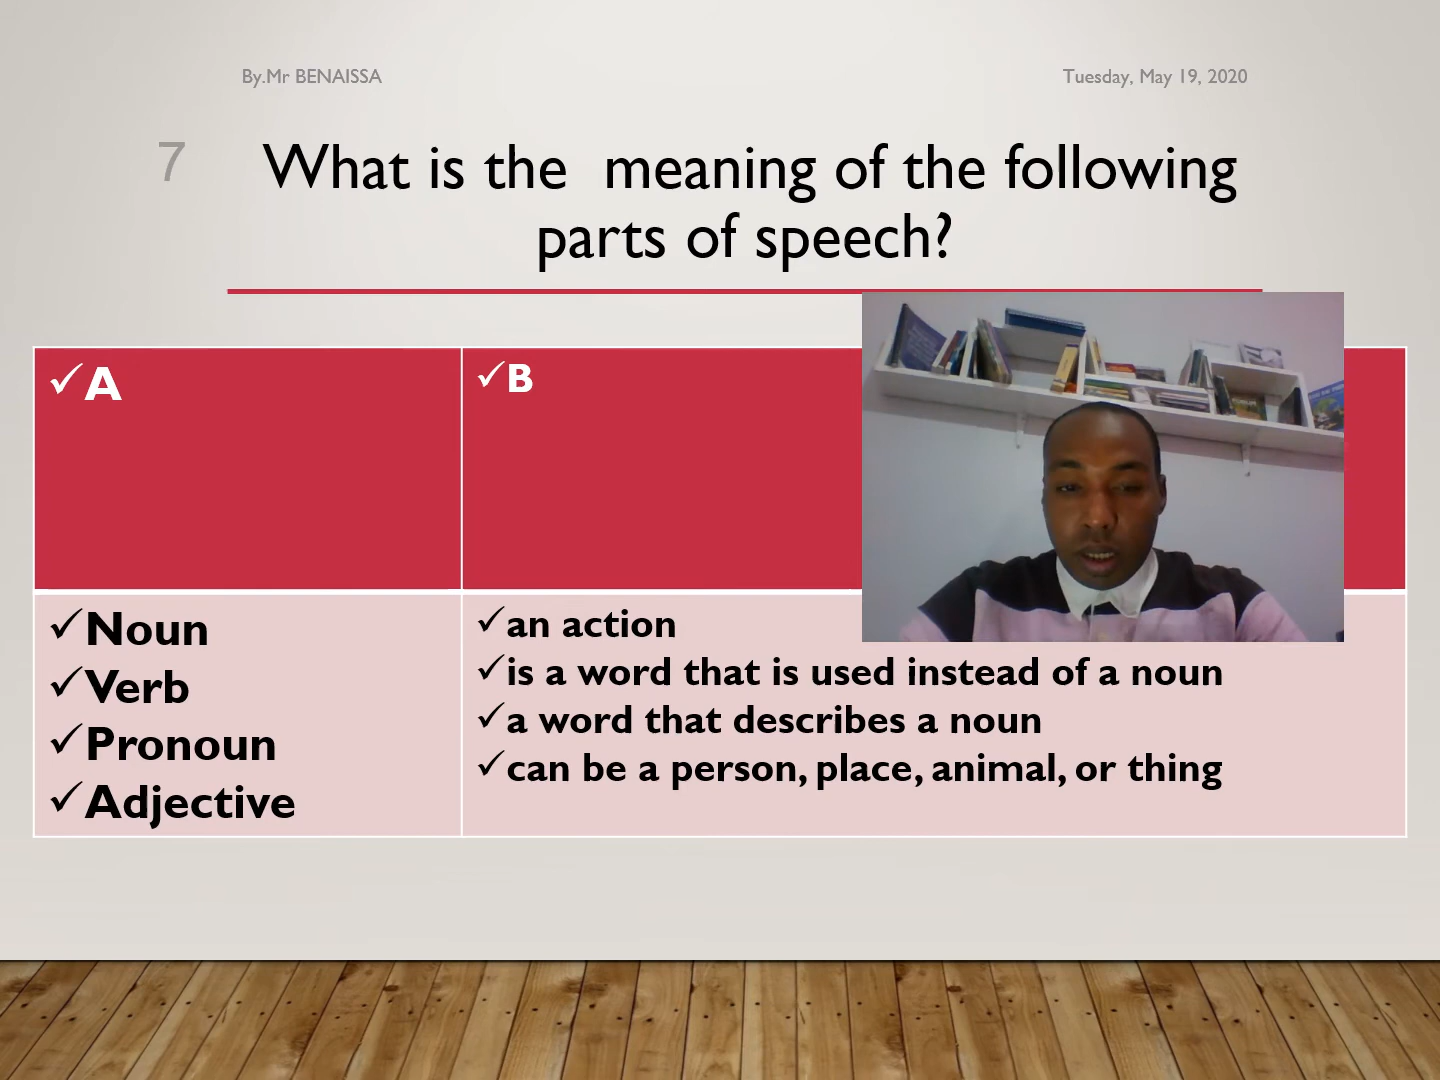 By.Mr BENAISSA
Tuesday, May 19, 2020
7
What is the  meaning of the following
parts of speech?
✓A
✓B
✓Noun
✓Verb
✓Pronoun
✓Adjective
✓an action
✓is a word that is used instead of a noun
✓a word that describes a noun
✓can be a person, place, animal, or thing